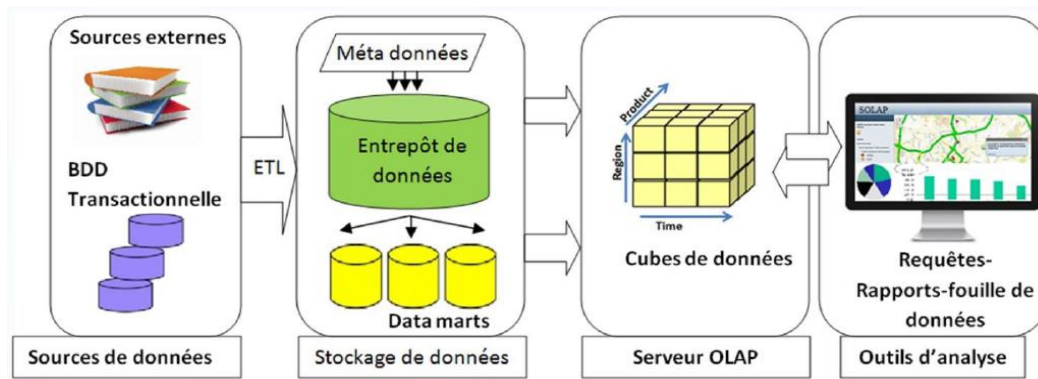 Sources externes
BDD
Transactionnelle
Sources de données
ETL
Méta données
Entrepôt de
données
Data marts
Stockage de données
Product
Region
Time
Cubes de données
Serveur OLAP
SOLAP
Requêtes-
Rapports-fouille de
données
Outils d'analyse